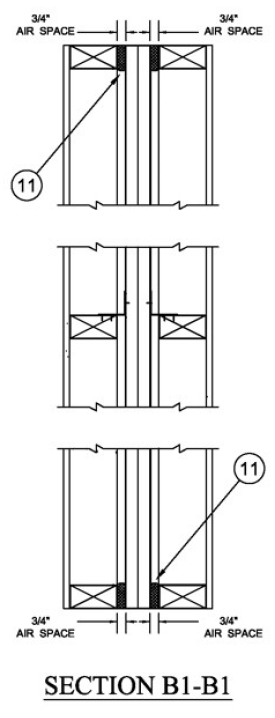 3/4"
AIR SPACE
3/4"
AIR SPACE
11
11
3/4"
AIR SPACE
3/4"
AIR SPACE
SECTION B1-B1